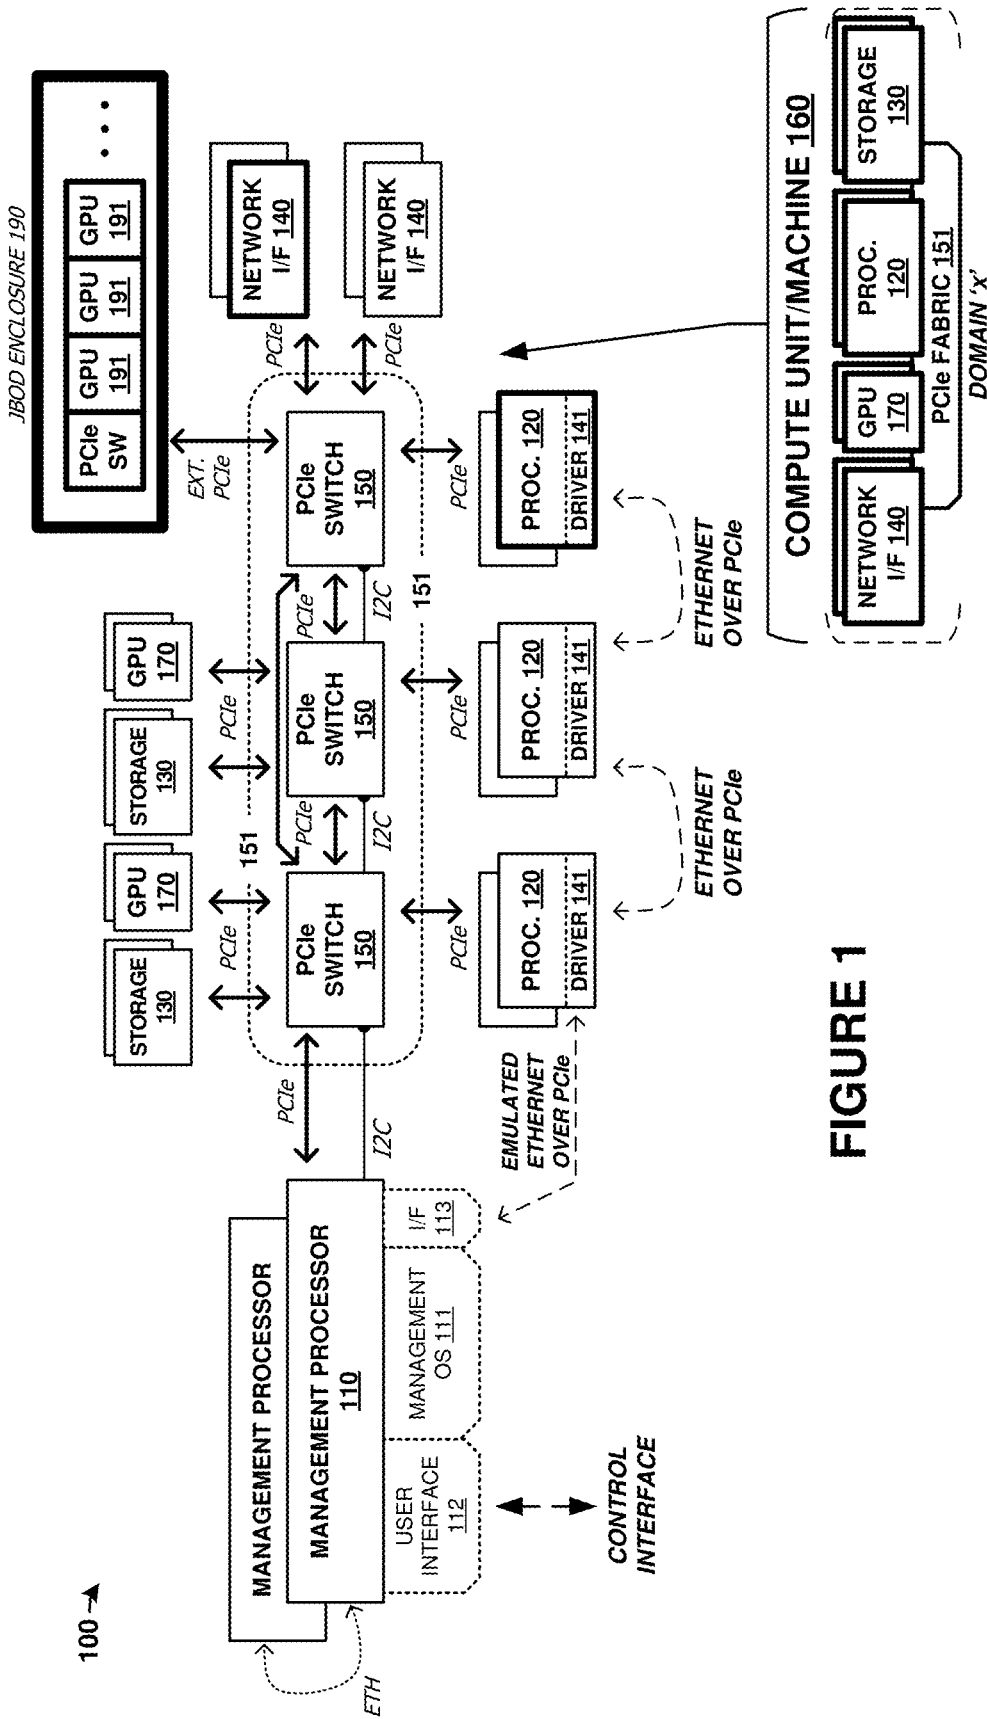 100
ETH
MANAGEMENT PROCESSOR
MANAGEMENT PROCESSOR
110
USER
INTERFACE
112
MANAGEMENT
OS 111
I/F
113
CONTROL
INTERFACE
PCIe
I2C
EMULATED
ETHERNET
OVER PCIe
STORAGE
130
GPU
170
STORAGE
130
GPU
170
PCIe
PCIe
151
PCIe
SWITCH
150
PCIe
I2C
PCIe
SWITCH
150
PCIe
I2C
PCIe
SWITCH
150
151
JBOD ENCLOSURE 190
PCIe
SW
GPU
191
GPU
191
GPU
191
• • •
EXT.
PCIe
PCIe
NETWORK
I/F 140
PCIe
NETWORK
I/F 140
PCIe
PROC. 120
DRIVER 141
PCIe
PROC. 120
DRIVER 141
PCIe
PROC. 120
DRIVER 141
ETHERNET
OVER PCIe
ETHERNET
OVER PCIe
COMPUTE UNIT/MACHINE 160
NETWORK
I/F 140
GPU
170
PROC.
120
STORAGE
130
PCIe FABRIC 151
DOMAIN 'x'
FIGURE 1